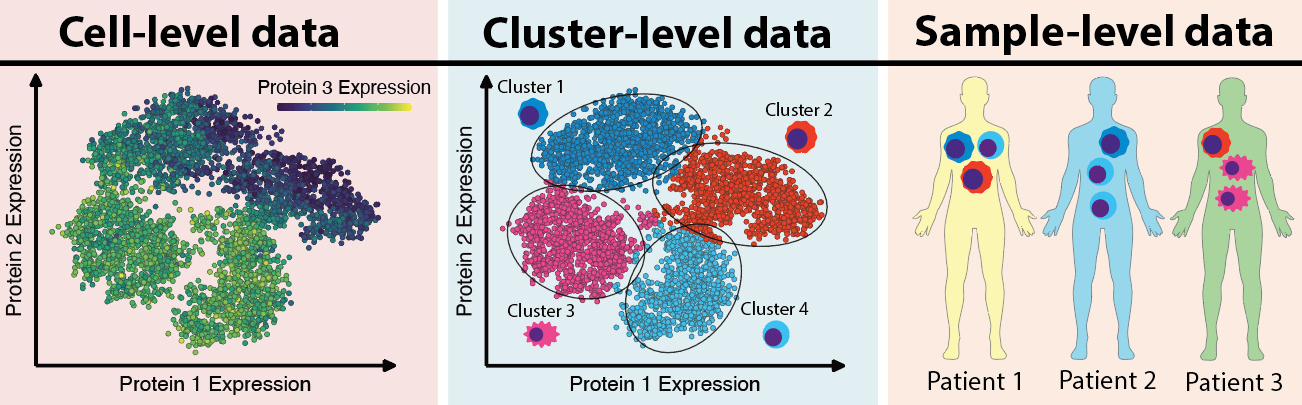 Cell-level data
Protein 3 Expression
Protein 2 Expression
Protein 1 Expression
Cluster-level data
Cluster 1
Cluster 2
Protein 2 Expression
Cluster 3
Cluster 4
Protein 1 Expression
Sample-level data
Patient 1
Patient 2
Patient 3